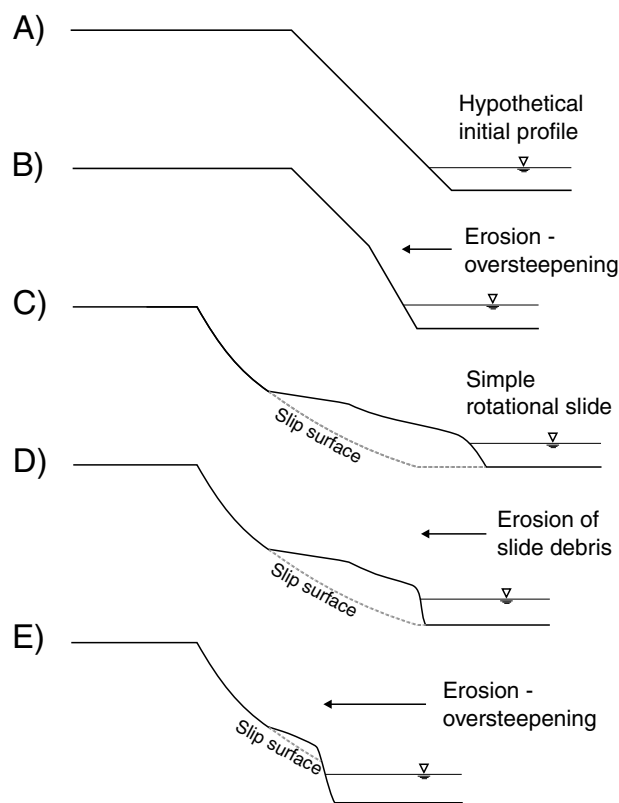 A)
Hypothetical
initial profile
B)
Erosion -
oversteepening
C)
Simple
rotational slide
Slip surface
D)
Erosion of
slide debris
Slip surface
E)
Erosion -
oversteepening
Slip surface